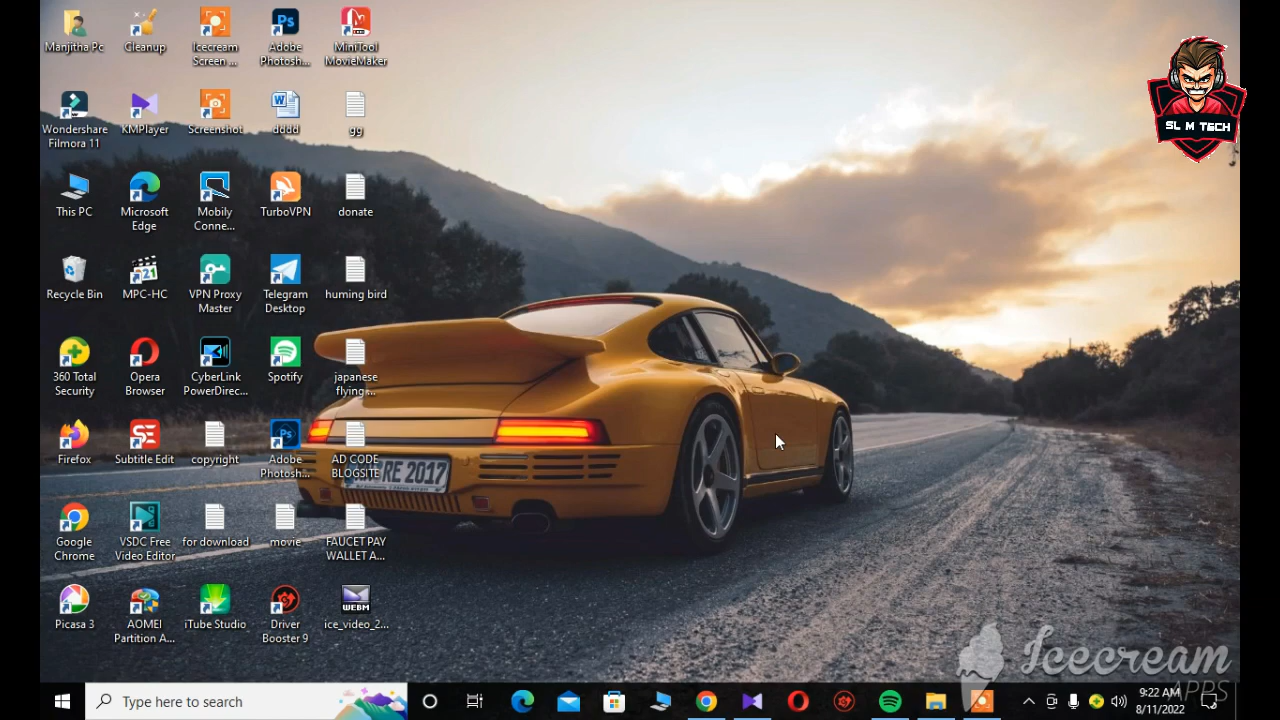 Manjitha Pc
Cleanup
Icecream
Screen ...
Adobe
Photosh...
MiniTool
MovieMaker
Wondershare
Filmora 11
KMPlayer
Screenshot
dddd
gg
This PC
Microsoft
Edge
Mobily
Conne...
TurboVPN
donate
Recycle Bin
MPC-HC
VPN Proxy
Master
Telegram
Desktop
huming bird
360 Total
Security
Opera
Browser
CyberLink
PowerDirec...
Spotify
japanese
flying...
Firefox
Subtitle Edit
copyright
Adobe
Photosh...
AD CODE
BLOGSITE
RE 2017
Google
Chrome
VSDC Free
Video Editor
for download
movie
FAUCET PAY
WALLET A...
Picasa 3
AOMEI
Partition A...
iTube Studio
Driver
Booster 9
WEBM
ice_video_2...
SL M TECH
Icecream
APPS
Type here to search
9:22 AM
8/11/2022